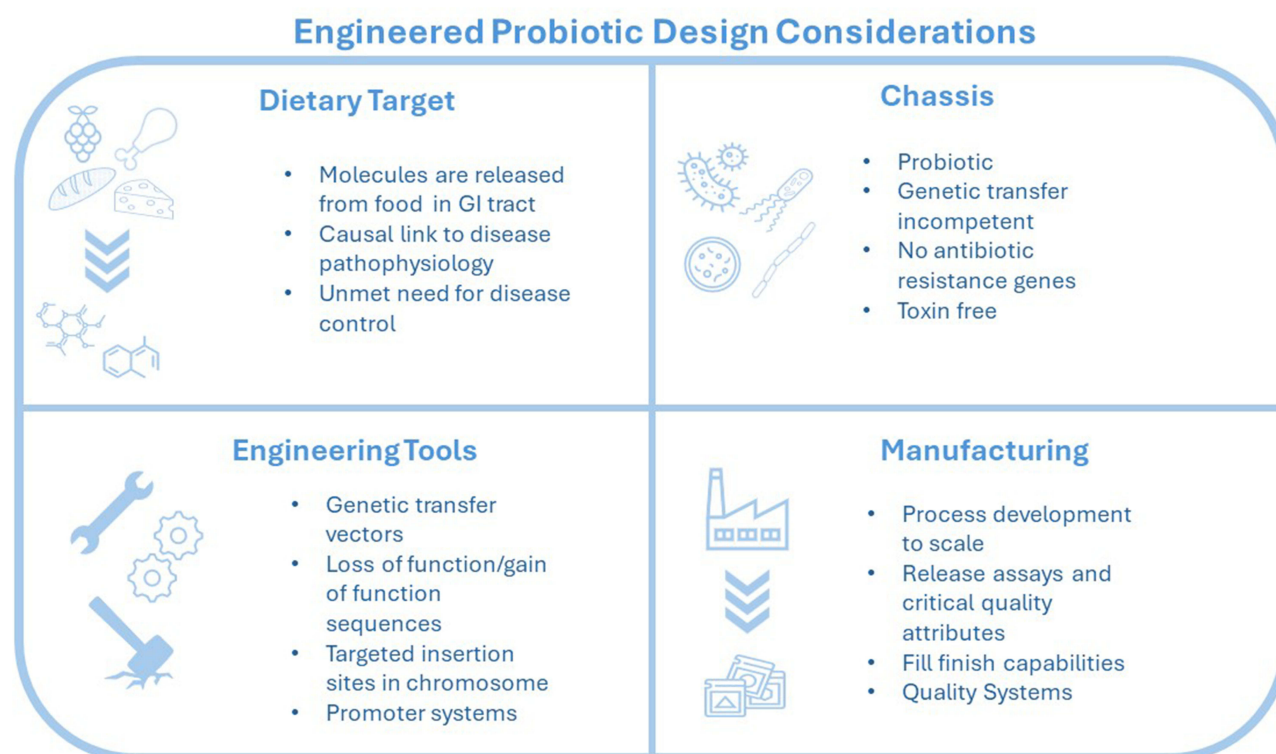 Engineered Probiotic Design Considerations
Dietary Target
• Molecules are released
from food in GI tract
• Causal link to disease
pathophysiology
• Unmet need for disease
control
Chassis
• Probiotic
• Genetic transfer
incompetent
• No antibiotic
resistance genes
• Toxin free
Engineering Tools
• Genetic transfer
vectors
• Loss of function/gain
of function
sequences
• Targeted insertion
sites in chromosome
• Promoter systems
Manufacturing
• Process development
to scale
• Release assays and
critical quality
attributes
• Fill finish capabilities
• Quality Systems